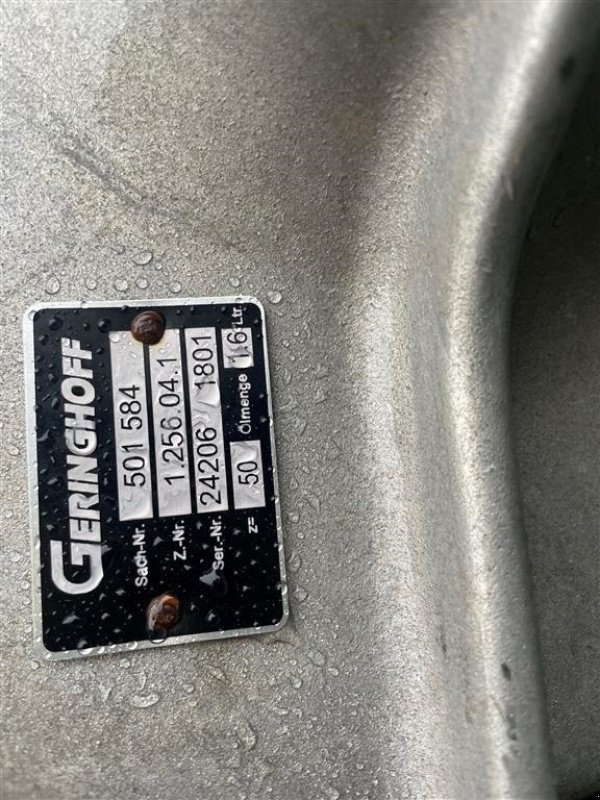 GERINGHOFF
Sach-Nr. 501 584
Z.-Nr. 1.256.04.1
Ser.-Nr. 24206 / 1801
z= 50 Ölmenge 1.6 Ltr.